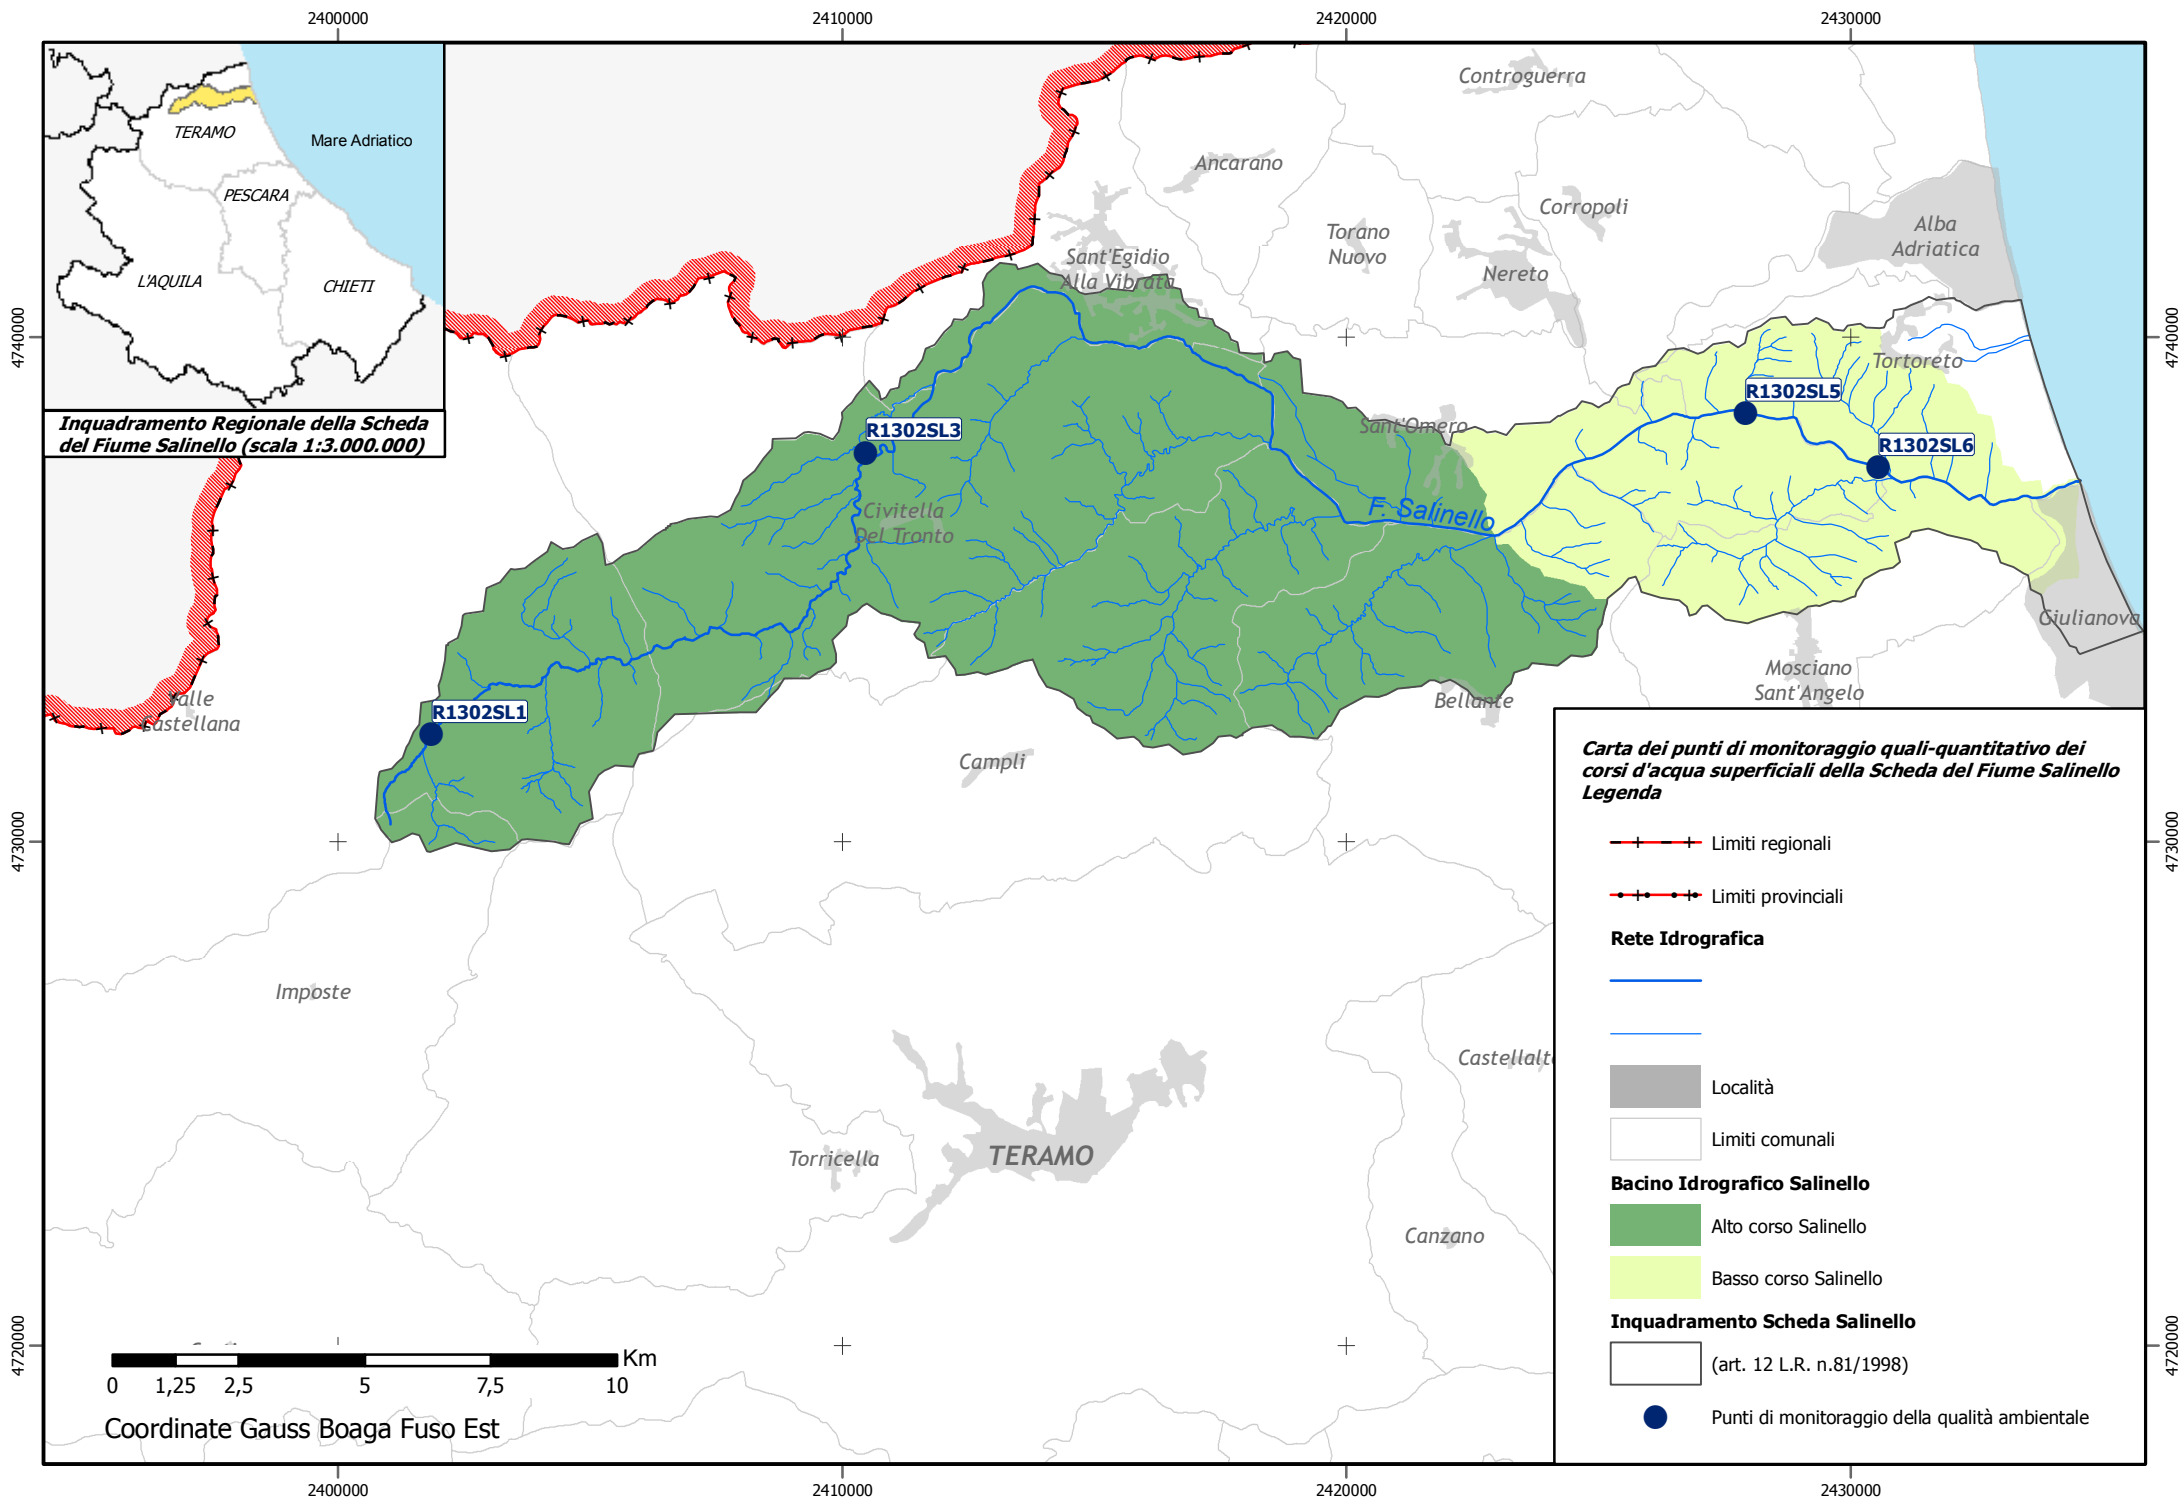 2400000
2410000
2420000
2430000
4740000
4730000
4720000
4740000
4730000
4720000
TERAMO
Mare Adriatico
PESCARA
L'AQUILA
CHIETI
Inquadramento Regionale della Scheda
del Fiume Salinello (scala 1:3.000.000)
Controguerra
Ancarano
Corropoli
Torano
Nuovo
Nereto
Alba
Adriatica
Sant'Egidio
Alla Vibrata
Tortoreto
R1302SL5
R1302SL3
Sant'Omero
R1302SL6
Civitella
Del Tronto
F. Salinello
Giulianova
Mosciano
Sant'Angelo
Valle
Castellana
R1302SL1
Bellante
Campli
Imposte
Castellalt
Torricella
TERAMO
Canzano
Carta dei punti di monitoraggio quali-quantitativo dei
corsi d'acqua superficiali della Scheda del Fiume Salinello
Legenda
Limiti regionali
Limiti provinciali
Rete Idrografica
Località
Limiti comunali
Bacino Idrografico Salinello
Alto corso Salinello
Basso corso Salinello
Inquadramento Scheda Salinello
(art. 12 L.R. n.81/1998)
Punti di monitoraggio della qualità ambientale
Km
0 1,25 2,5 5 7,5 10
Coordinate Gauss Boaga Fuso Est
2400000
2410000
2420000
2430000